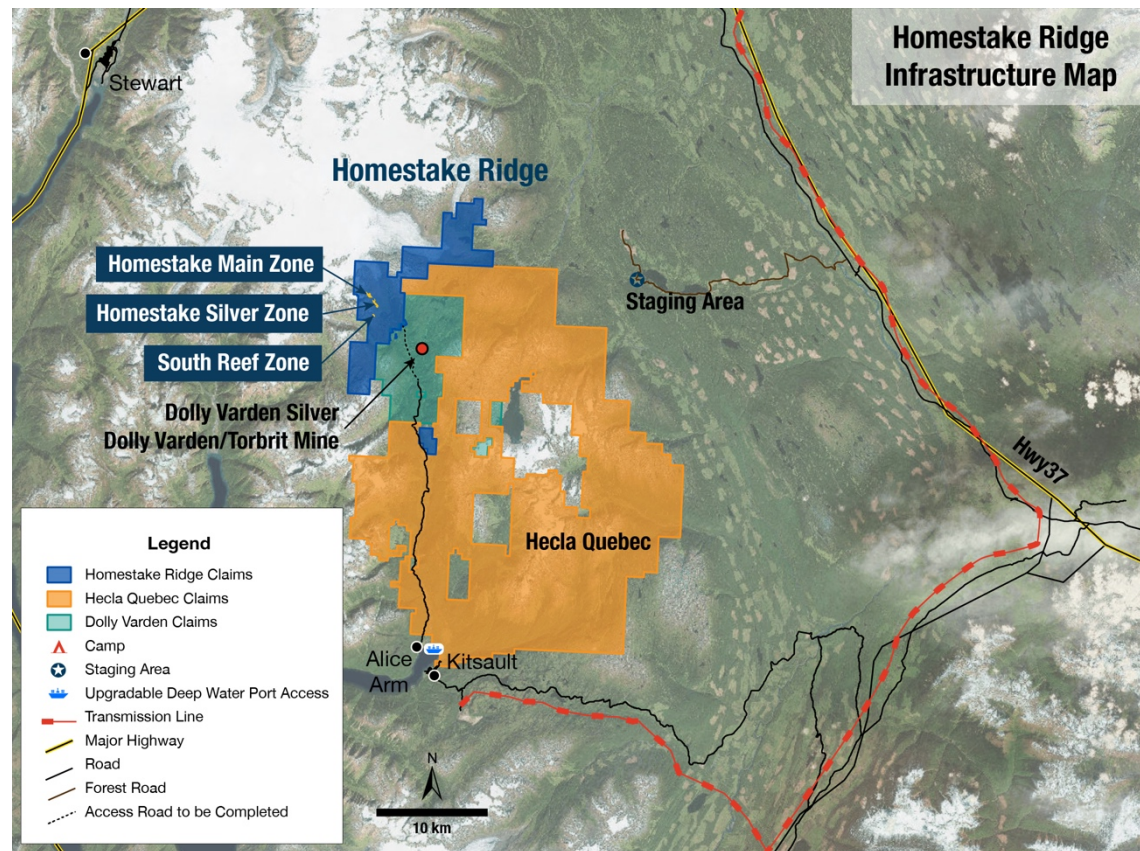 Homestake Ridge
Infrastructure Map
Stewart
Homestake Ridge
Homestake Main Zone
Homestake Silver Zone
South Reef Zone
Staging Area
Dolly Varden Silver
Dolly Varden/Torbrit Mine
Hwy37
Hecla Quebec
Alice
Arm
Kitsault
Legend
Homestake Ridge Claims
Hecla Quebec Claims
Dolly Varden Claims
Camp
Staging Area
Upgradable Deep Water Port Access
Transmission Line
Major Highway
Road
Forest Road
Access Road to be Completed
N
10 km